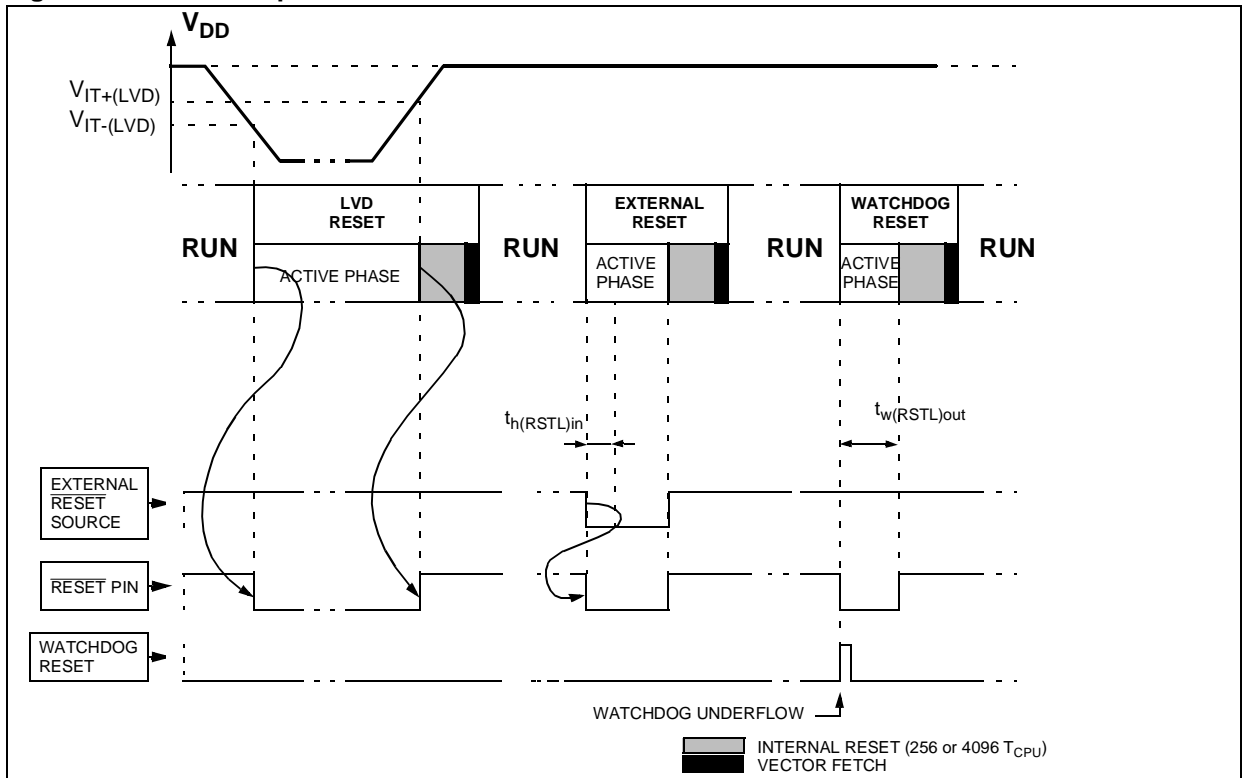 VDD
VIT+(LVD)
VIT-(LVD)
LVD
RESET
EXTERNAL
RESET
WATCHDOG
RESET
RUN
RUN
RUN
RUN
ACTIVE PHASE
ACTIVE
PHASE
ACTIVE
PHASE
th(RSTL)in
tw(RSTL)out
EXTERNAL
RESET
SOURCE
RESET PIN
WATCHDOG
RESET
WATCHDOG UNDERFLOW
INTERNAL RESET (256 or 4096 TCPU)
VECTOR FETCH